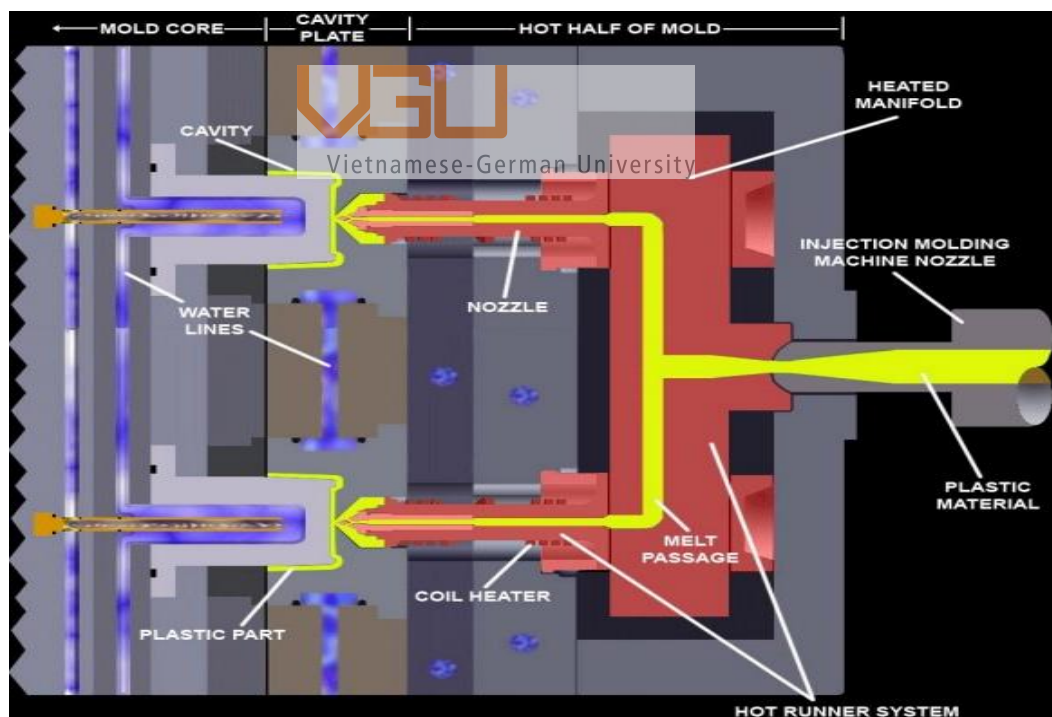 MOLD CORE
CAVITY
PLATE
HOT HALF OF MOLD
VGU
Vietnamese-German University
HEATED
MANIFOLD
CAVITY
INJECTION MOLDING
MACHINE NOZZLE
WATER
LINES
NOZZLE
PLASTIC
MATERIAL
MELT
PASSAGE
COIL HEATER
PLASTIC PART
HOT RUNNER SYSTEM